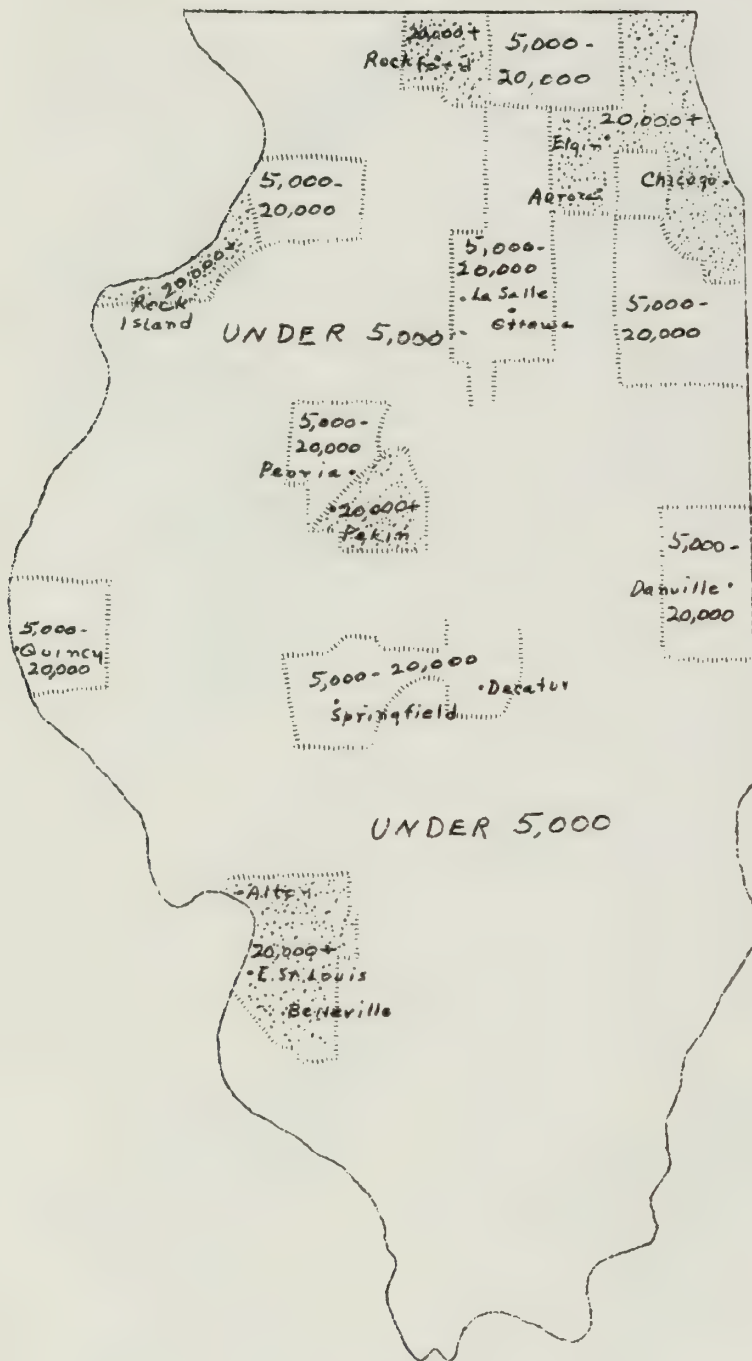 20,000+
Rockford
5,000-
20,000
20,000+
Elgin
Aurora
Chicago
5,000-
20,000
20,000+
Rock
Island
5,000-
20,000
La Salle
Ottawa
5,000-
20,000
UNDER 5,000
5,000-
20,000
Peoria
20,000+
Pekin
5,000-
Danville
20,000
5,000-
Quincy
20,000
5,000-20,000
Springfield
Decatur
UNDER 5,000
Alton
20,000+
E. St. Louis
Belleville